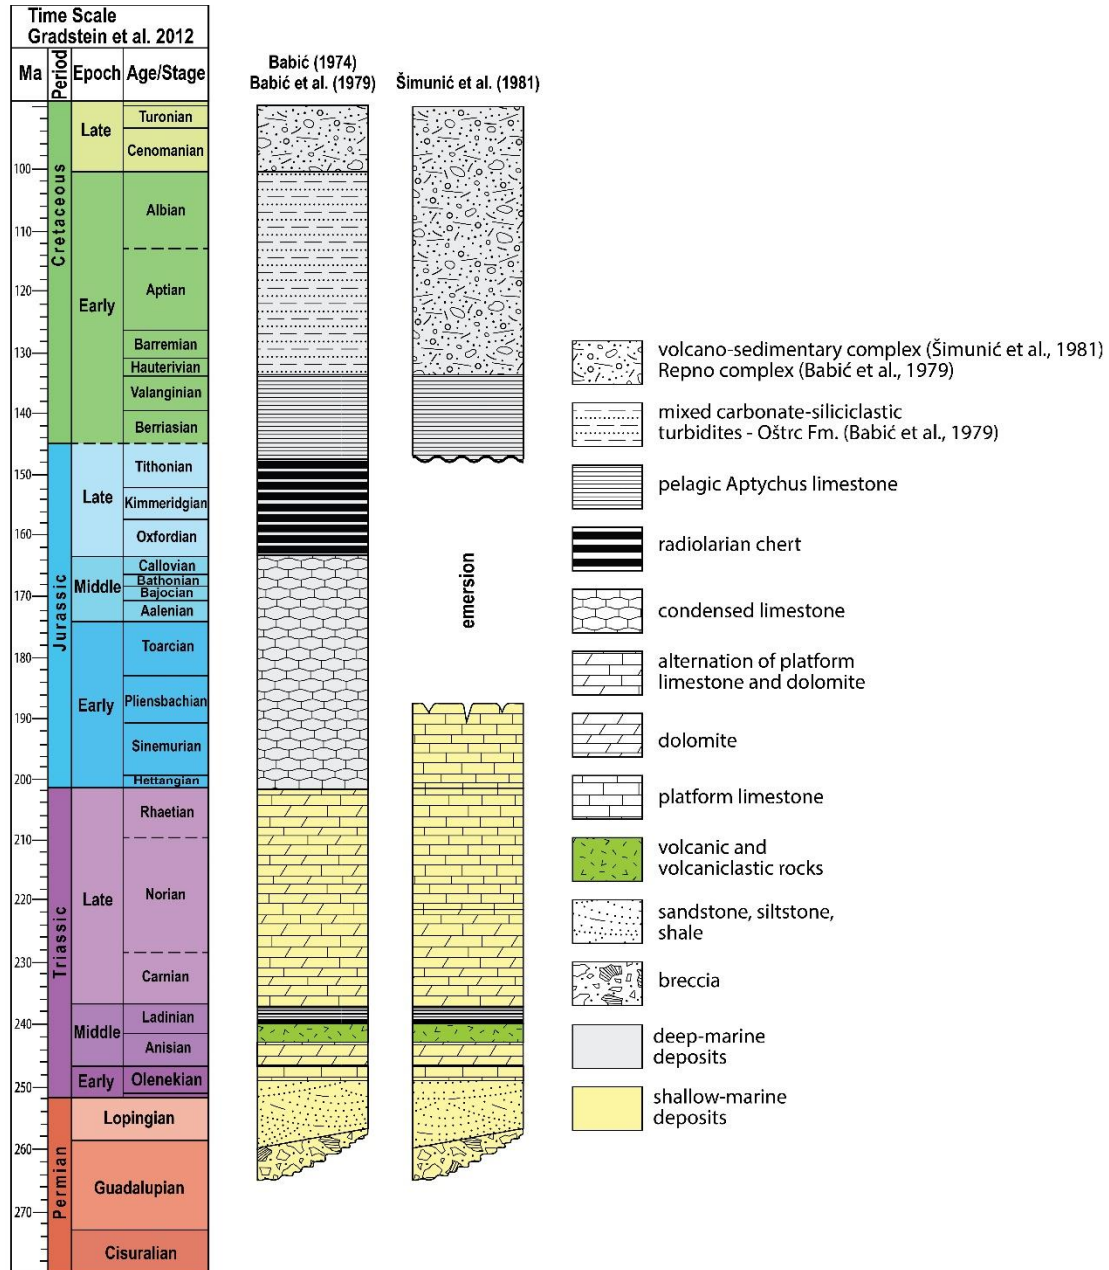 Time Scale
Gradstein et al. 2012
Ma
Period
Epoch
Age/Stage
Babić (1974)
Babić et al. (1979)
Šimunić et al. (1981)
Cretaceous
Late
Turonian
Cenomanian
100
Early
Albian
110
Aptian
120
Barremian
130
Hauterivian
Valanginian
140
Berriasian
Jurassic
Late
Tithonian
150
Kimmeridgian
160
Oxfordian
Middle
Callovian
Bathonian
170
Bajocian
Aalenian
Early
Toarcian
180
Pliensbachian
190
Sinemurian
200
Hettangian
emersion
Triassic
Late
Rhaetian
210
Norian
220
230
Carnian
Middle
Ladinian
240
Anisian
Early
Olenekian
250
Permian
Lopingian
260
Guadalupian
270
Cisuralian
volcano-sedimentary complex (Šimunić et al., 1981)
Repno complex (Babić et al., 1979)
mixed carbonate-siliciclastic
turbidites - Oštrc Fm. (Babić et al., 1979)
pelagic Aptychus limestone
radiolarian chert
condensed limestone
alternation of platform
limestone and dolomite
dolomite
platform limestone
volcanic and
volcaniclastic rocks
sandstone, siltstone,
shale
breccia
deep-marine
deposits
shallow-marine
deposits